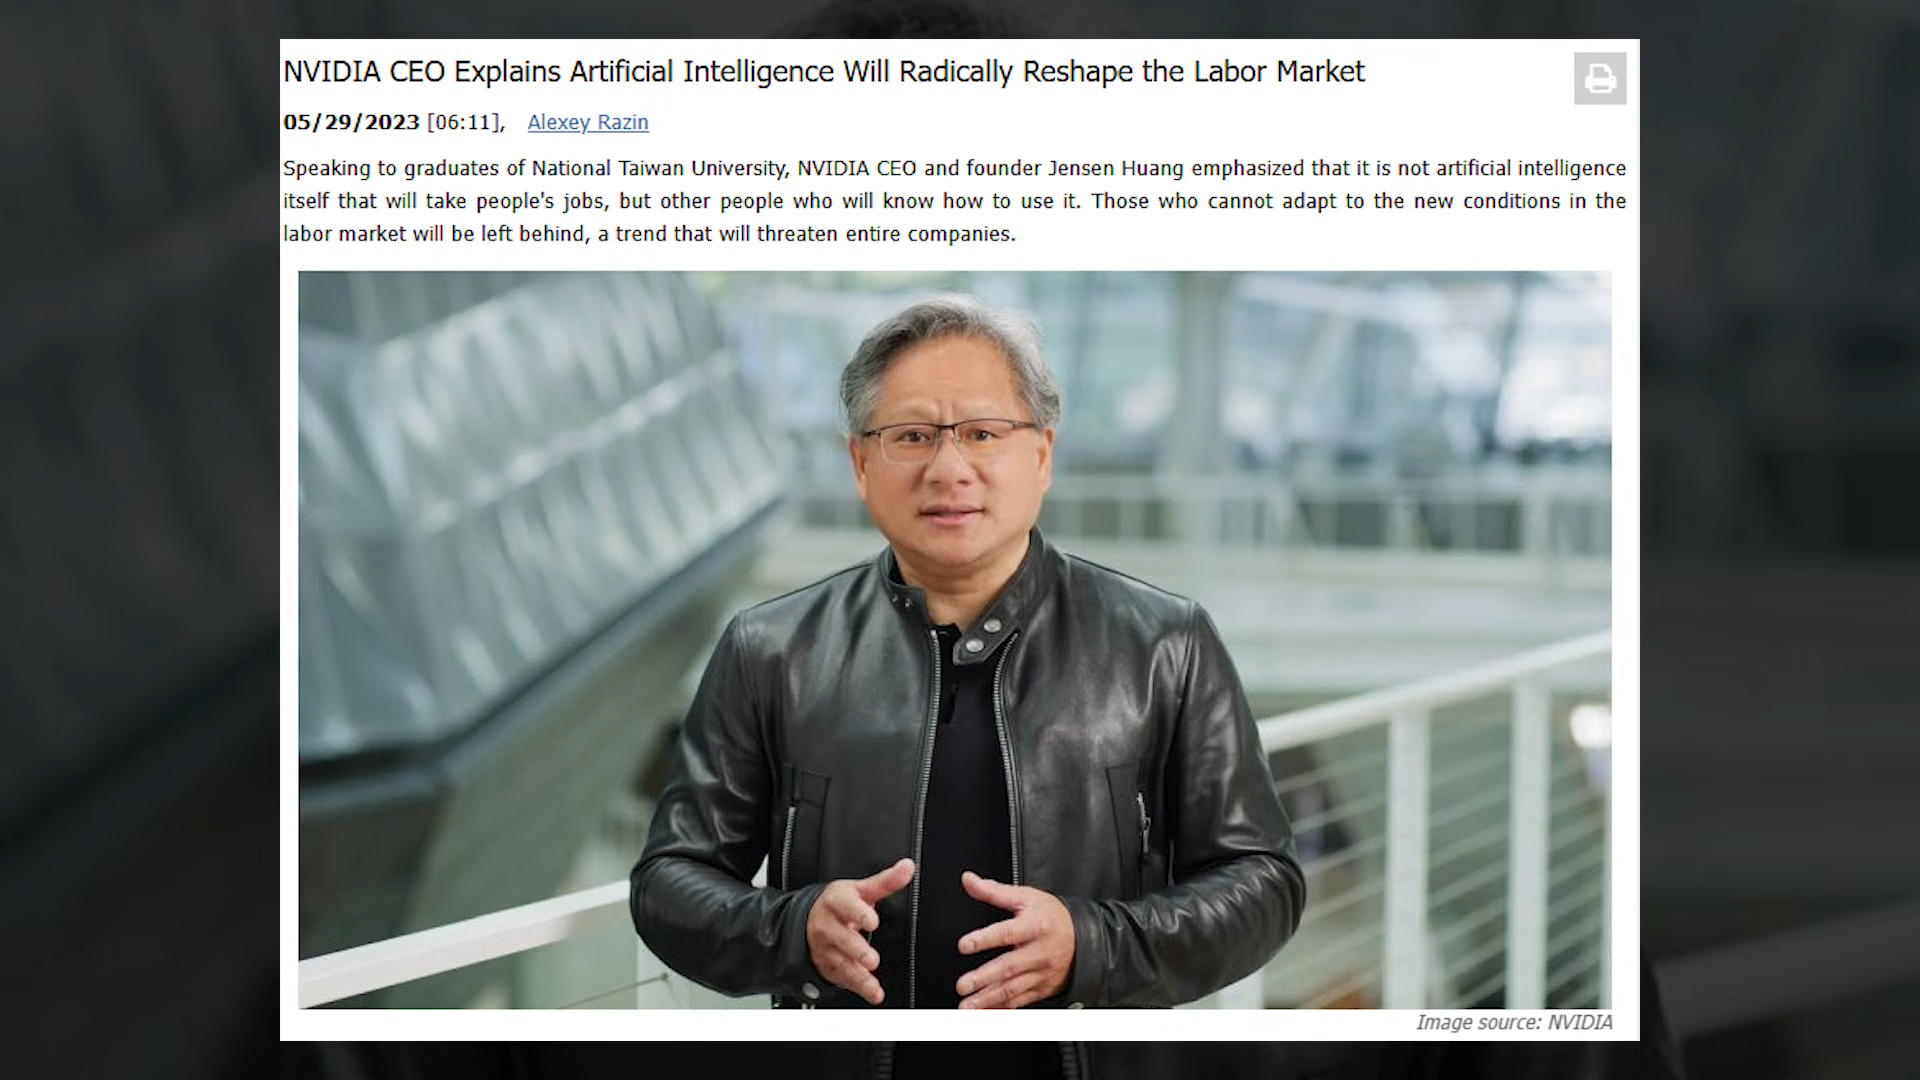 NVIDIA CEO Explains Artificial Intelligence Will Radically Reshape the Labor Market
05/29/2023 [06:11], Alexey Razin
Speaking to graduates of National Taiwan University, NVIDIA CEO and founder Jensen Huang emphasized that it is not artificial intelligence
itself that will take people's jobs, but other people who will know how to use it. Those who cannot adapt to the new conditions in the
labor market will be left behind, a trend that will threaten entire companies.
Image source: NVIDIA